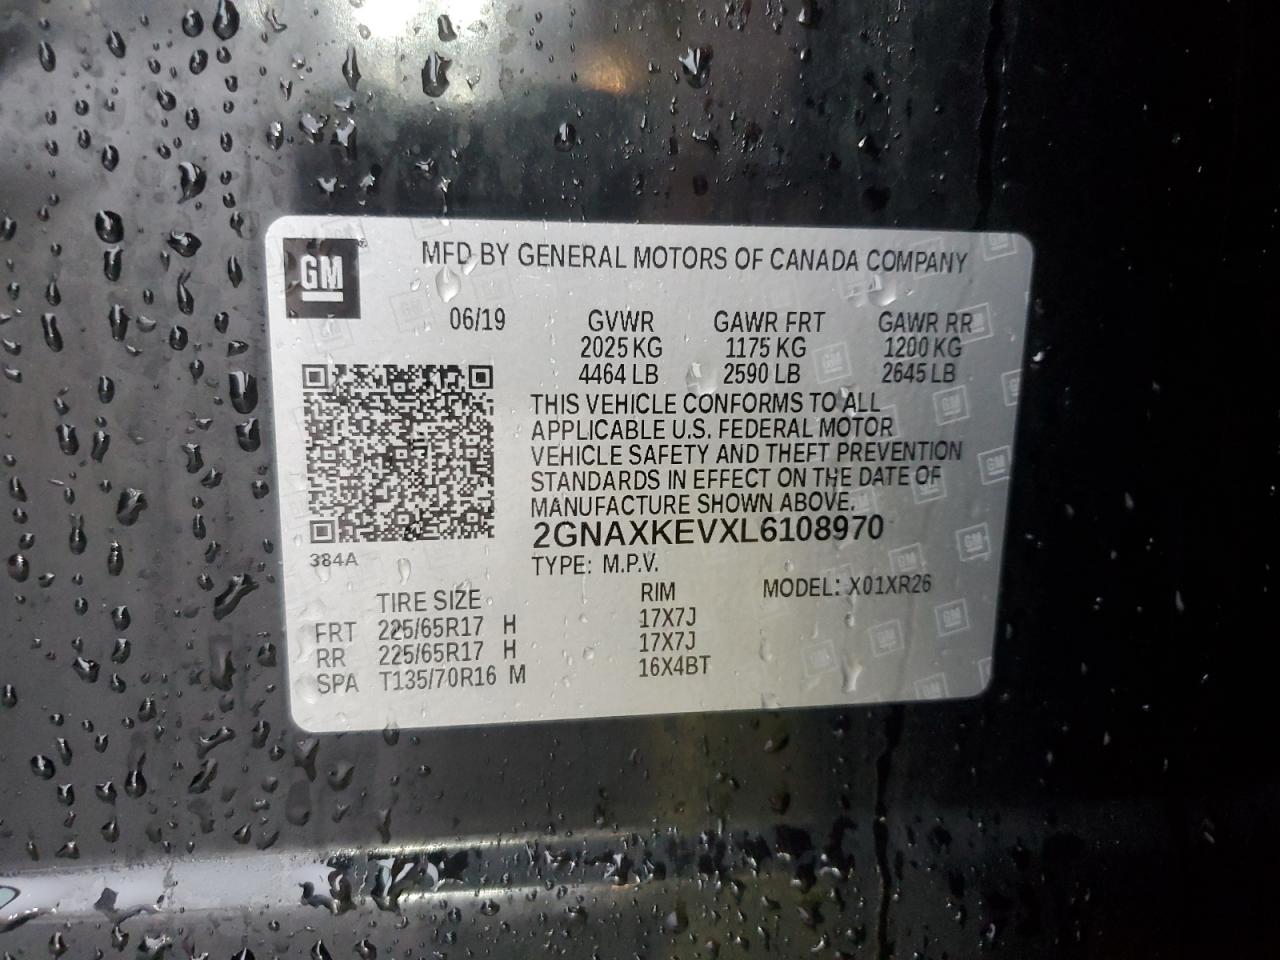 GM
MFD BY GENERAL MOTORS OF CANADA COMPANY
06/19 GVWR GAWR FRT GAWR RR
2025 KG 1175 KG 1200 KG
4464 LB 2590 LB 2645 LB
THIS VEHICLE CONFORMS TO ALL
APPLICABLE U.S. FEDERAL MOTOR
VEHICLE SAFETY AND THEFT PREVENTION
STANDARDS IN EFFECT ON THE DATE OF
MANUFACTURE SHOWN ABOVE.
2GNAXKEVXL6108970
384A
TYPE: M.P.V.
TIRE SIZE RIM MODEL: X01XR26
FRT 225/65R17 H 17X7J
RR 225/65R17 H 17X7J
SPA T135/70R16 M 16X4BT